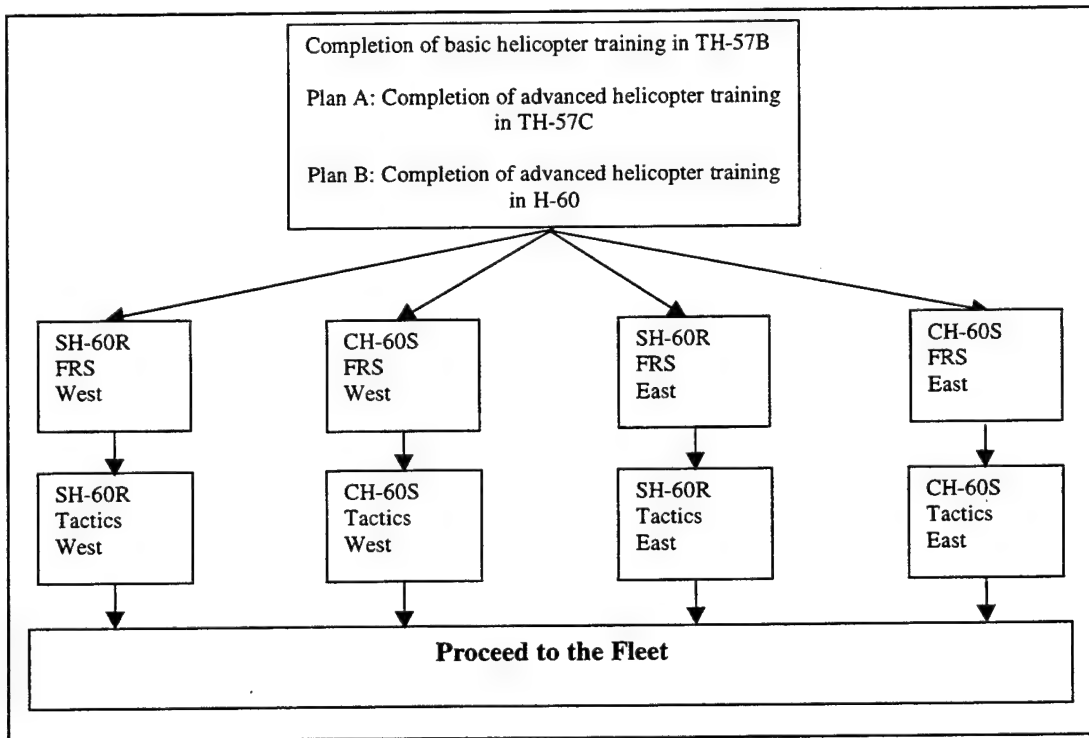 Completion of basic helicopter training in TH-57B
Plan A: Completion of advanced helicopter training
in TH-57C
Plan B: Completion of advanced helicopter training
in H-60
SH-60R
FRS
West
CH-60S
FRS
West
SH-60R
FRS
East
CH-60S
FRS
East
SH-60R
Tactics
West
CH-60S
Tactics
West
SH-60R
Tactics
East
CH-60S
Tactics
East
Proceed to the Fleet